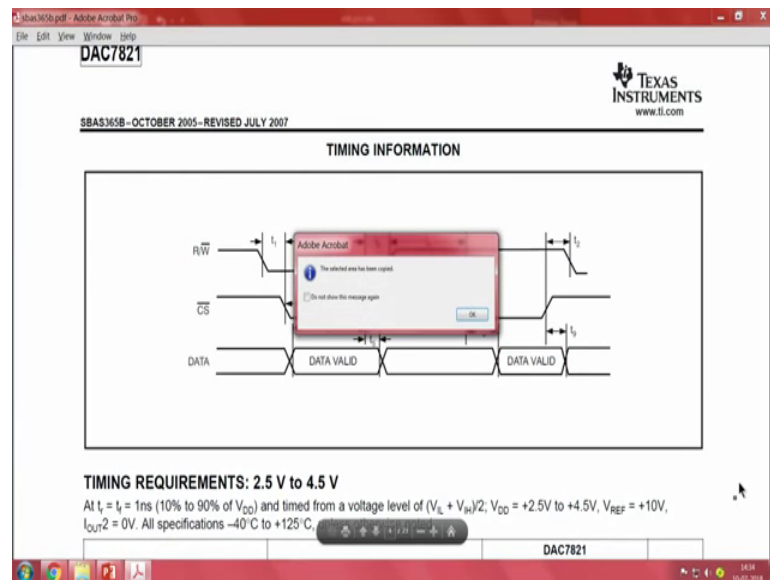 sbas365b.pdf - Adobe Acrobat Pro
File Edit View Window Help
DAC7821
TEXAS
INSTRUMENTS
www.ti.com
SBAS365B–OCTOBER 2005–REVISED JULY 2007
TIMING INFORMATION
R/W
t1
t2
Adobe Acrobat
The selected area has been copied.
Do not show this message again
OK
CS
t5
t9
DATA
DATA VALID
DATA VALID
TIMING REQUIREMENTS: 2.5 V to 4.5 V
At tr = tf = 1ns (10% to 90% of VDD) and timed from a voltage level of (VIL + VIH)/2; VDD = +2.5V to +4.5V, VREF = +10V,
IOUT2 = 0V. All specifications –40°C to +125°C,
DAC7821
14:34